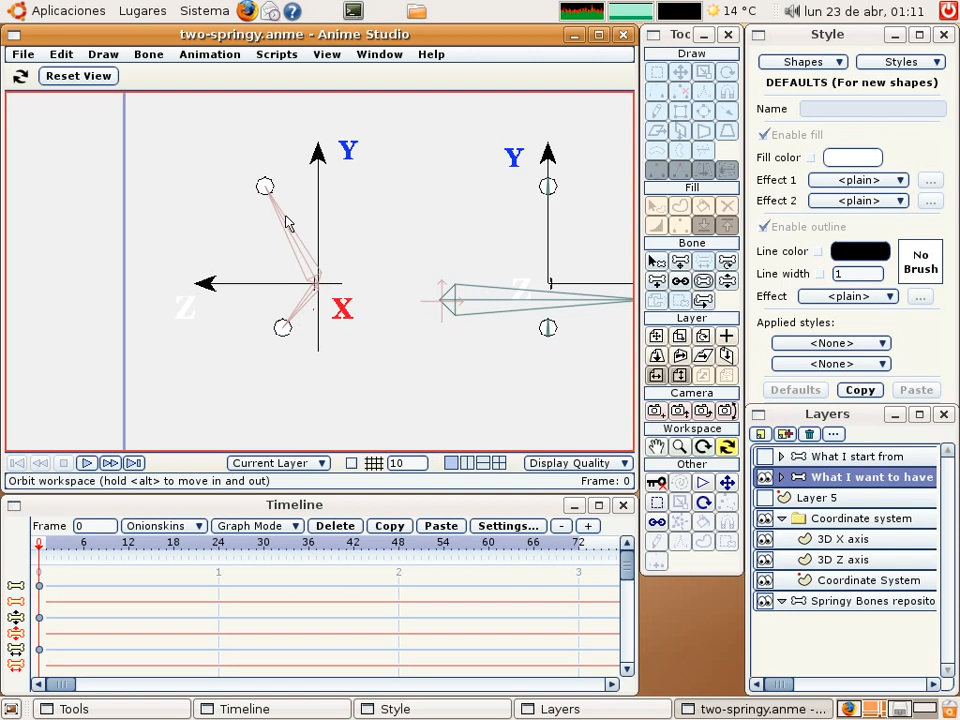 Aplicaciones Lugares Sistema 14 °C lun 23 de abr, 01:11
two-springy.anme - Anime Studio
File Edit Draw Bone Animation Scripts View Window Help
Reset View
Y
Z
X
Y
Z
Current Layer 10 Display Quality
Orbit workspace (hold <alt> to move in and out) Frame: 0
Timeline
Frame 0 Onionskins Graph Mode Delete Copy Paste Settings... - +
0 6 12 18 24 30 36 42 48 54 60 66 72
1 2 3
Draw
Fill
Bone
Layer
Camera
Workspace
Other
Style
Shapes Styles
DEFAULTS (For new shapes)
Name
Enable fill
Fill color
Effect 1 <plain> ...
Effect 2 <plain> ...
Enable outline
Line color
No
Brush
Line width 1
Effect <plain>
Applied styles:
<None>
<None>
Defaults Copy Paste
Layers
...
What I start from
What I want to have
Layer 5
Coordinate system
3D X axis
3D Z axis
Coordinate System
Springy Bones reposito
Tools Timeline Style Layers two-springy.anme -...